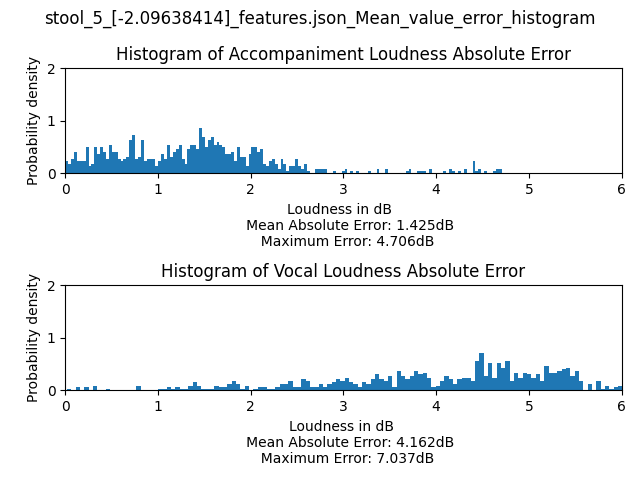 stool_5_[-2.09638414]_features.json_Mean_value_error_histogram
Histogram of Accompaniment Loudness Absolute Error
Probability density
2
1
0
0 1 2 3 4 5 6
Loudness in dB
Mean Absolute Error: 1.425dB
Maximum Error: 4.706dB
Histogram of Vocal Loudness Absolute Error
Probability density
2
1
0
0 1 2 3 4 5 6
Loudness in dB
Mean Absolute Error: 4.162dB
Maximum Error: 7.037dB